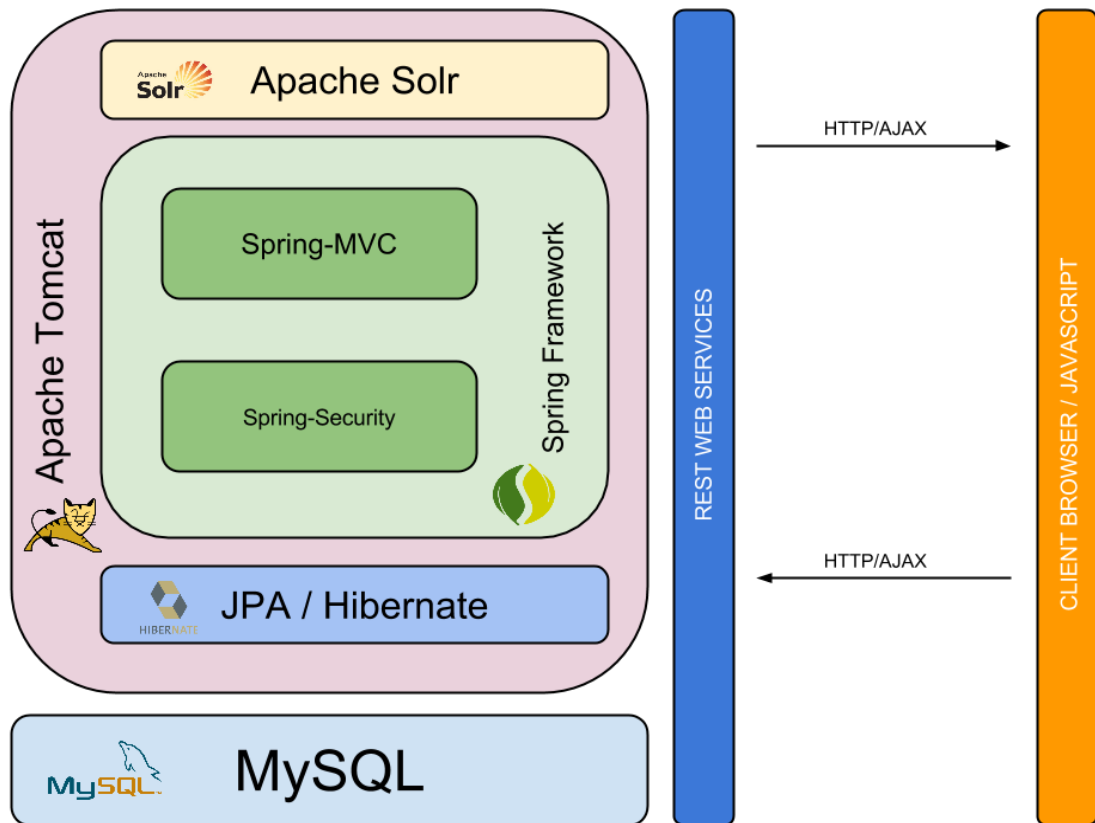 Apache
Solr
Apache Solr
Spring-MVC
Spring-Security
Spring Framework
Apache Tomcat
HIBERNATE
JPA / Hibernate
MySQL
MySQL
REST WEB SERVICES
HTTP/AJAX
HTTP/AJAX
CLIENT BROWSER / JAVASCRIPT